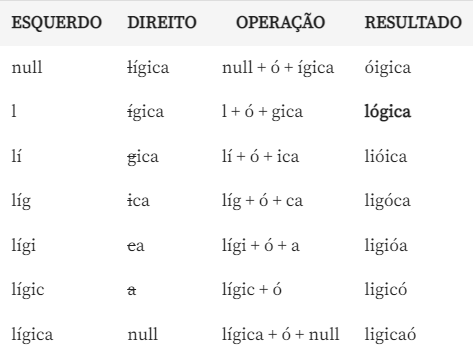 ESQUERDO DIREITO OPERAÇÃO RESULTADO
null lígica null + ó + ígica óigica
l ígica l + ó + gica lógica
lí gica lí + ó + ica lióica
líg ica líg + ó + ca ligóca
lígi ca lígi + ó + a ligióa
lígic a lígic + ó ligicó
lígica null lígica + ó + null ligicaó